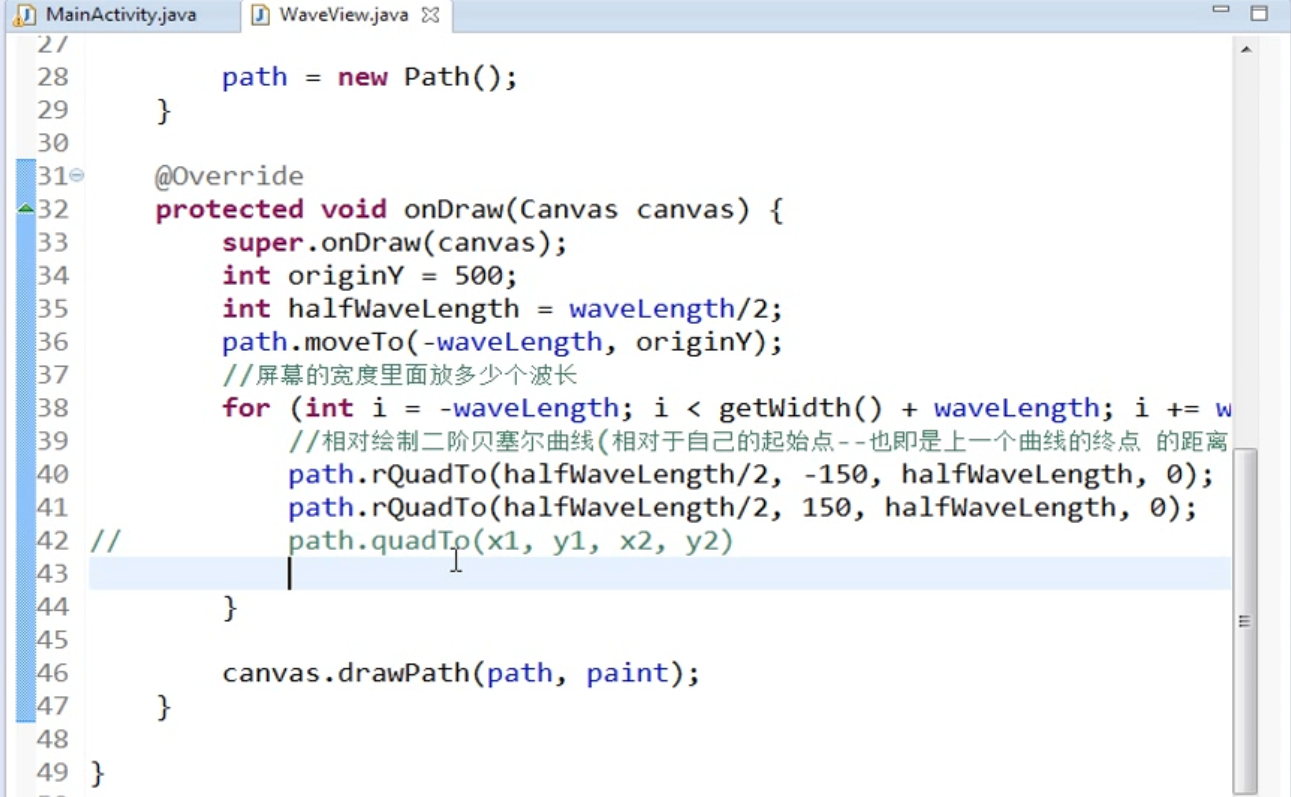 MainActivity.java WaveView.java
27
28 path = new Path();
29 }
30
31 @Override
32 protected void onDraw(Canvas canvas) {
33 super.onDraw(canvas);
34 int originY = 500;
35 int halfWaveLength = waveLength/2;
36 path.moveTo(-waveLength, originY);
37 //屏幕的宽度里面放多少个波长
38 for (int i = -waveLength; i < getWidth() + waveLength; i += w
39 //相对绘制二阶贝塞尔曲线(相对于自己的起始点--也即是上一个曲线的终点 的距离
40 path.rQuadTo(halfWaveLength/2, -150, halfWaveLength, 0);
41 path.rQuadTo(halfWaveLength/2, 150, halfWaveLength, 0);
42 // path.quadTo(x1, y1, x2, y2)
43
44 }
45
46 canvas.drawPath(path, paint);
47 }
48
49 }